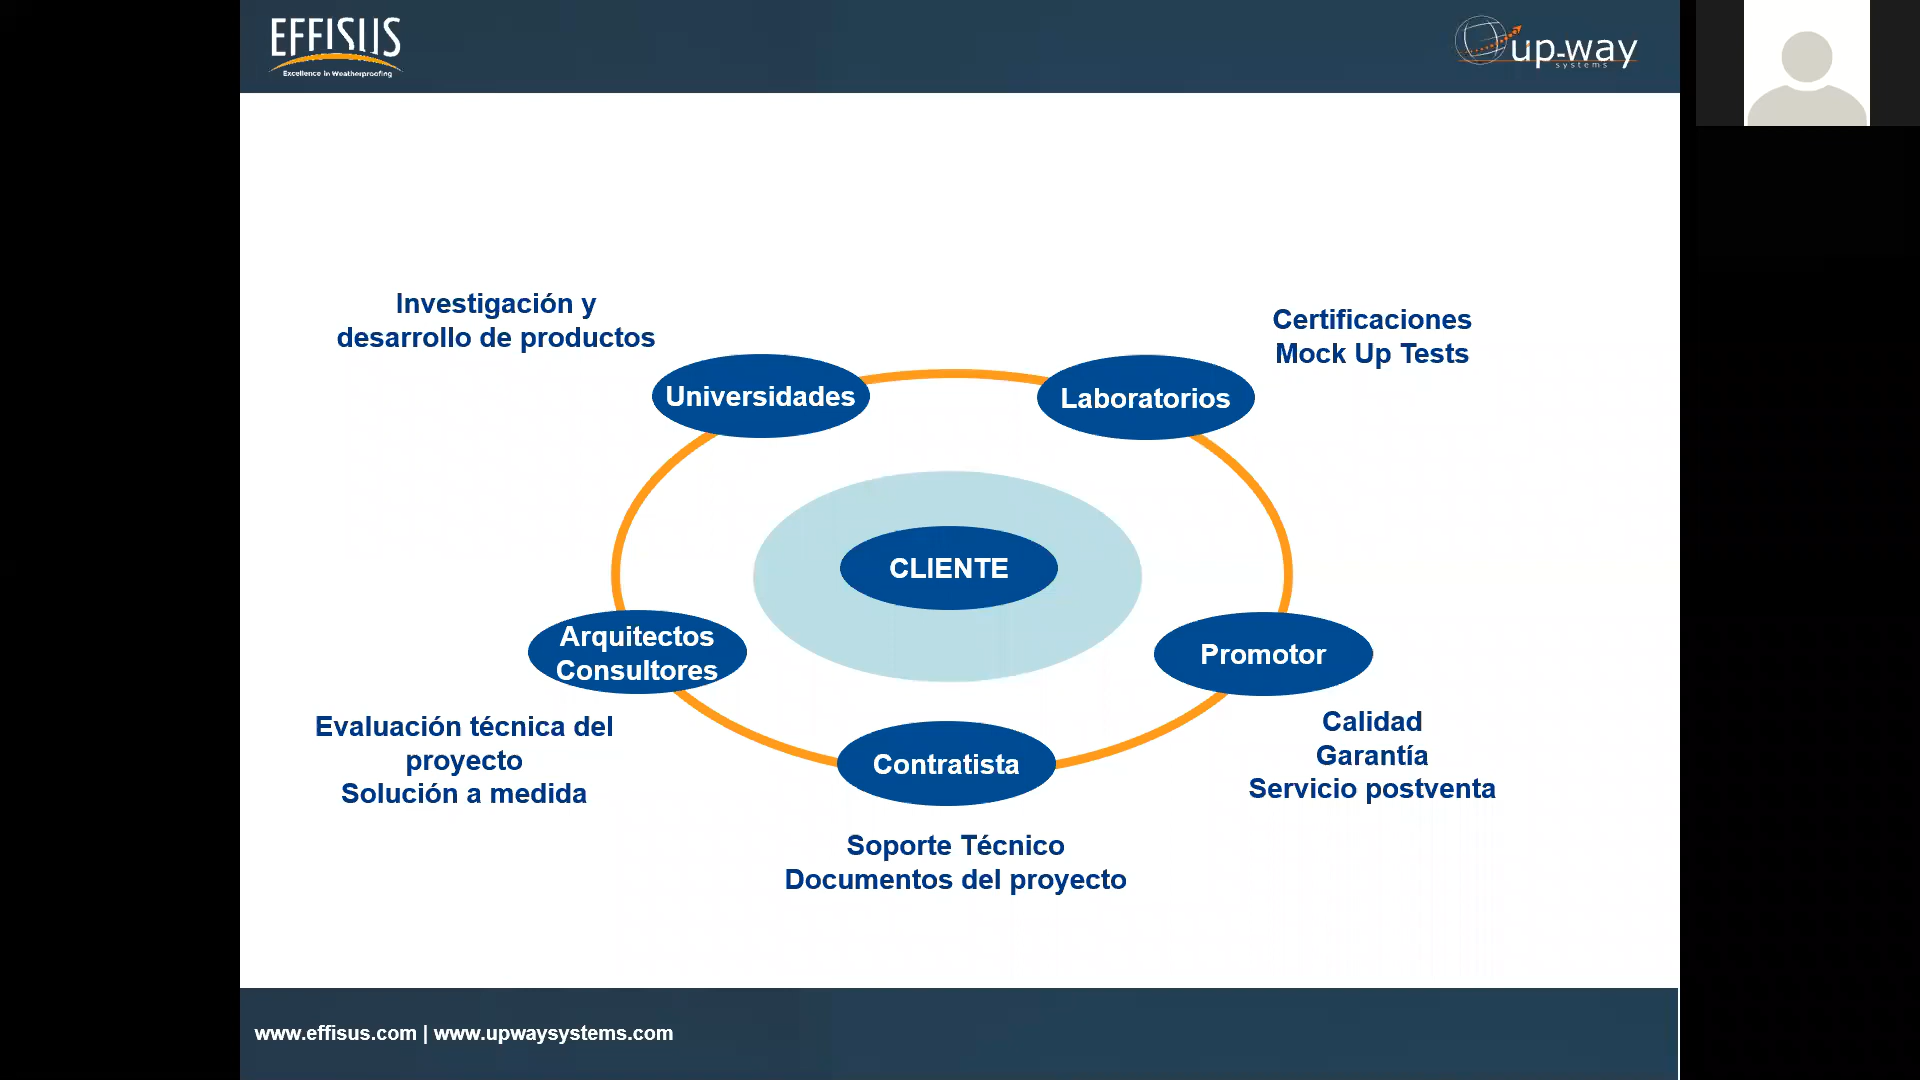 EFFISUS
Excellence in Weatherproofing
up-way
systems
Investigación y
desarrollo de productos
Certificaciones
Mock Up Tests
Universidades
Laboratorios
CLIENTE
Arquitectos
Consultores
Promotor
Evaluación técnica del
proyecto
Solución a medida
Contratista
Calidad
Garantía
Servicio postventa
Soporte Técnico
Documentos del proyecto
www.effisus.com | www.upwaysystems.com